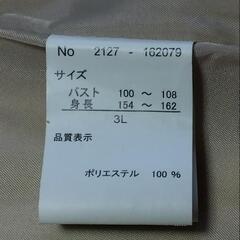 No 2127 - 162079
サイズ
バスト 100 ～ 108
身長 154 ～ 162
3L
品質表示
ポリエステル 100 %